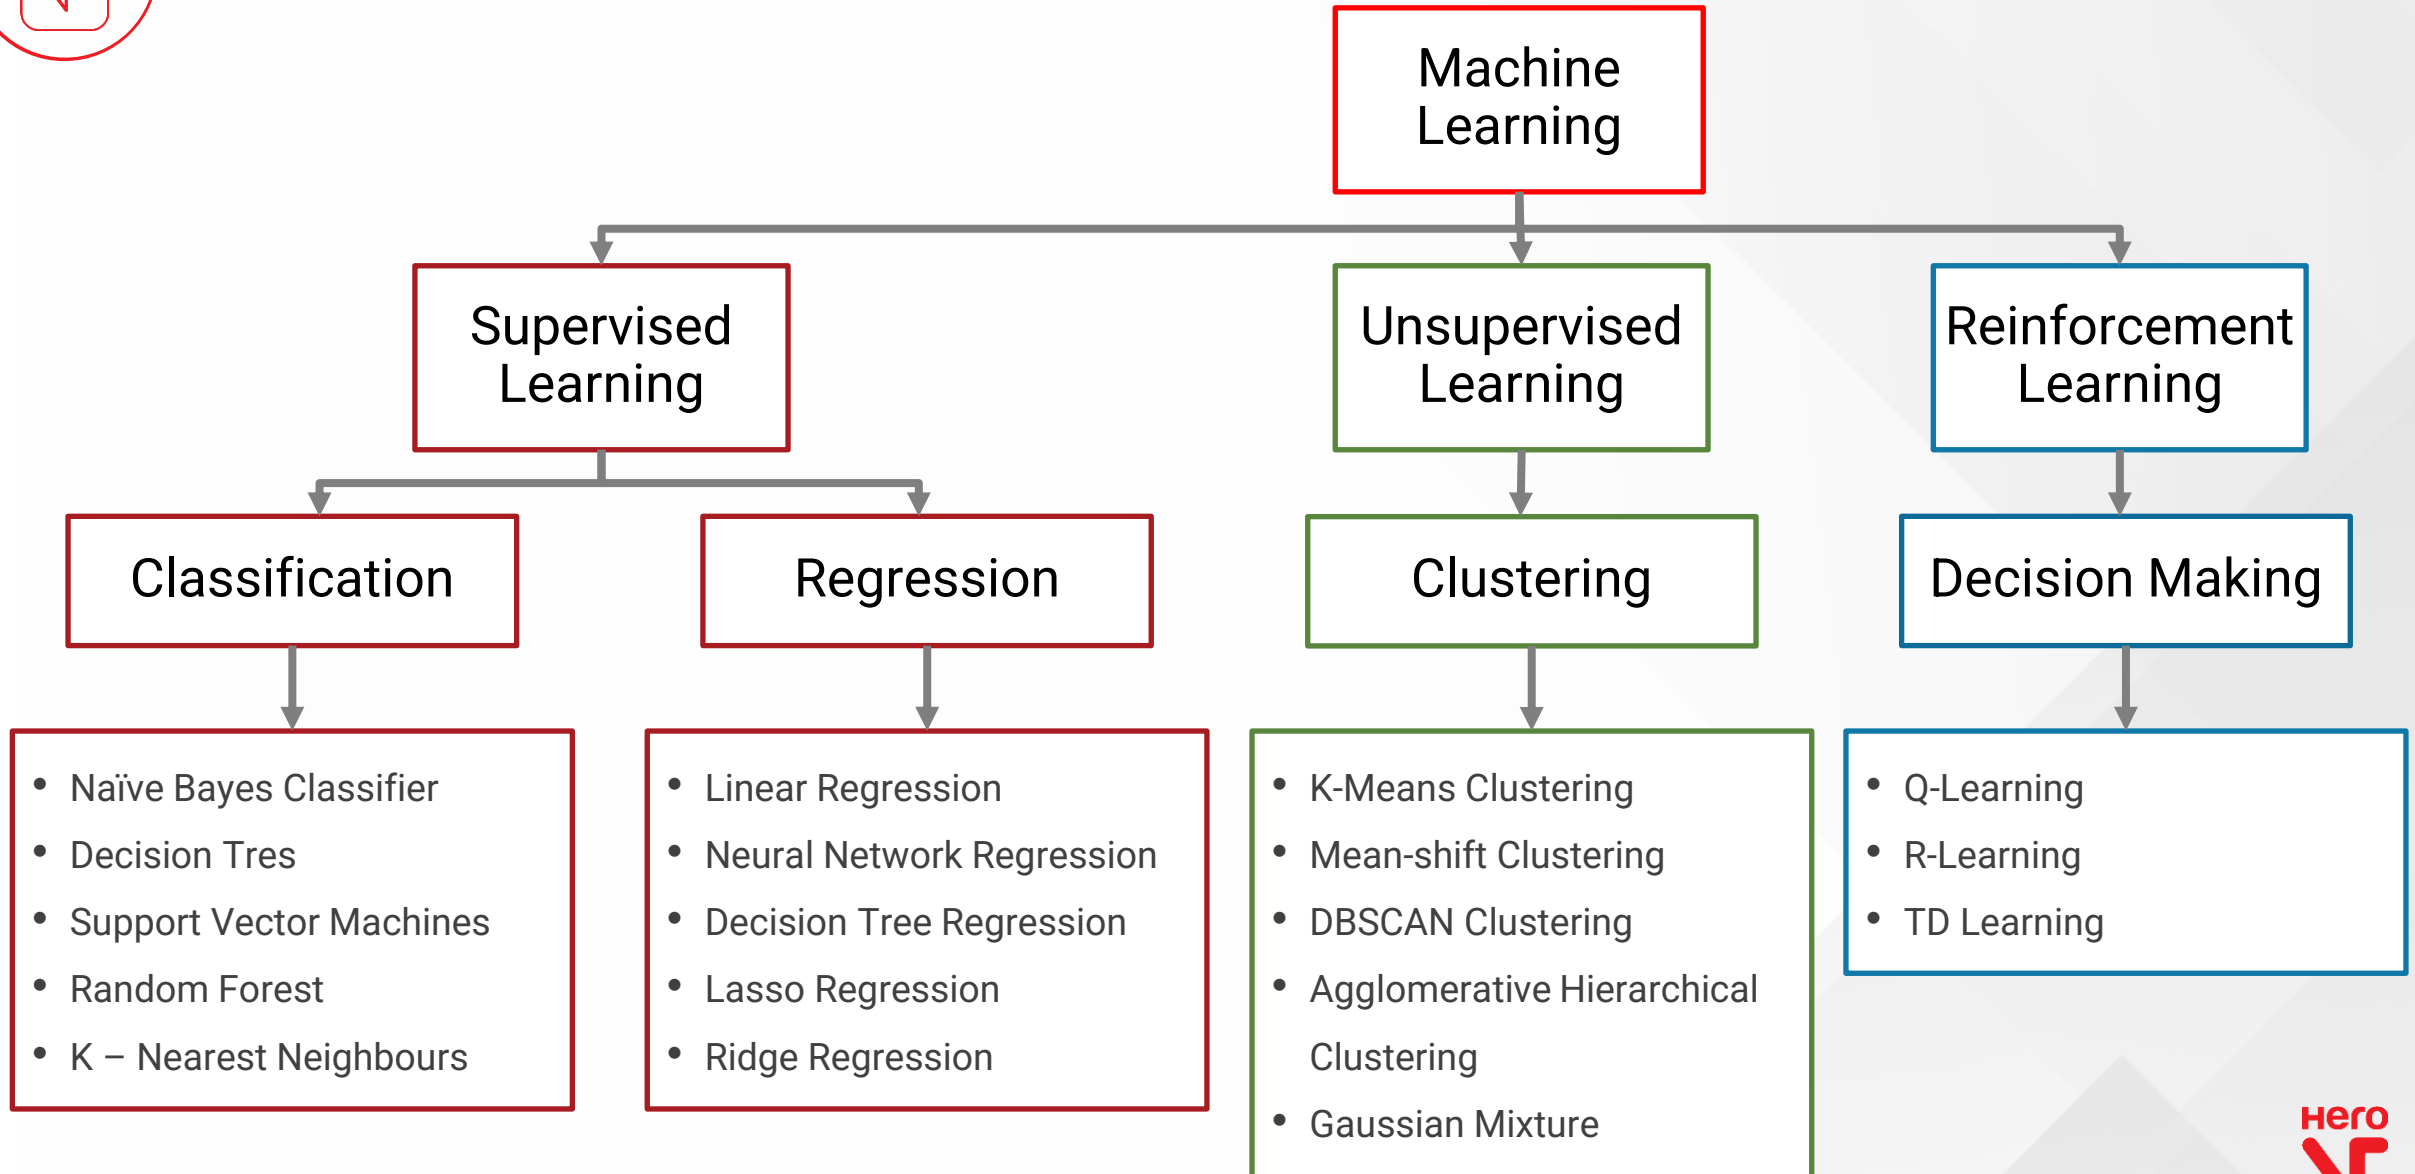 Machine
Learning
Supervised
Learning
Unsupervised
Learning
Reinforcement
Learning
Classification
Regression
Clustering
Decision Making
• Naïve Bayes Classifier
• Decision Tres
• Support Vector Machines
• Random Forest
• K – Nearest Neighbours
• Linear Regression
• Neural Network Regression
• Decision Tree Regression
• Lasso Regression
• Ridge Regression
• K-Means Clustering
• Mean-shift Clustering
• DBSCAN Clustering
• Agglomerative Hierarchical
Clustering
• Gaussian Mixture
• Q-Learning
• R-Learning
• TD Learning
Hero